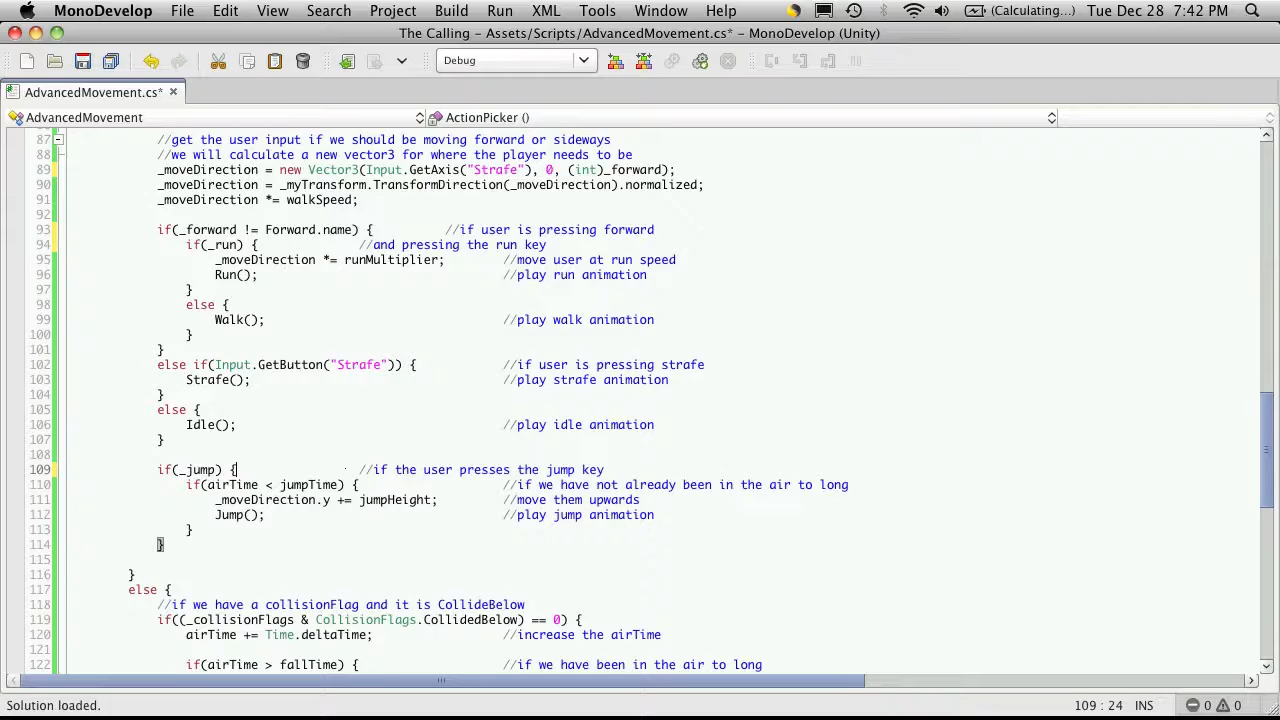 MonoDevelop File Edit View Search Project Build Run XML Tools Window Help (Calculating...) Tue Dec 28 7:42 PM
The Calling - Assets/Scripts/AdvancedMovement.cs* - MonoDevelop (Unity)
Debug
AdvancedMovement.cs*
AdvancedMovement ActionPicker ()
87 //get the user input if we should be moving forward or sideways
88 //we will calculate a new vector3 for where the player needs to be
89 _moveDirection = new Vector3(Input.GetAxis("Strafe"), 0, (int)_forward);
90 _moveDirection = _myTransform.TransformDirection(_moveDirection).normalized;
91 _moveDirection *= walkSpeed;
92
93 if(_forward != Forward.name) { //if user is pressing forward
94 if(_run) { //and pressing the run key
95 _moveDirection *= runMultiplier; //move user at run speed
96 Run(); //play run animation
97 }
98 else {
99 Walk(); //play walk animation
100 }
101 }
102 else if(Input.GetButton("Strafe")) { //if user is pressing strafe
103 Strafe(); //play strafe animation
104 }
105 else {
106 Idle(); //play idle animation
107 }
108
109 if(_jump) { //if the user presses the jump key
110 if(airTime < jumpTime) { //if we have not already been in the air to long
111 _moveDirection.y += jumpHeight; //move them upwards
112 Jump(); //play jump animation
113 }
114 }
115
116 }
117 else {
118 //if we have a collisionFlag and it is CollideBelow
119 if((_collisionFlags & CollisionFlags.CollidedBelow) == 0) {
120 airTime += Time.deltaTime; //increase the airTime
121
122 if(airTime > fallTime) { //if we have been in the air to long
Solution loaded. 109 : 24 INS 0 0